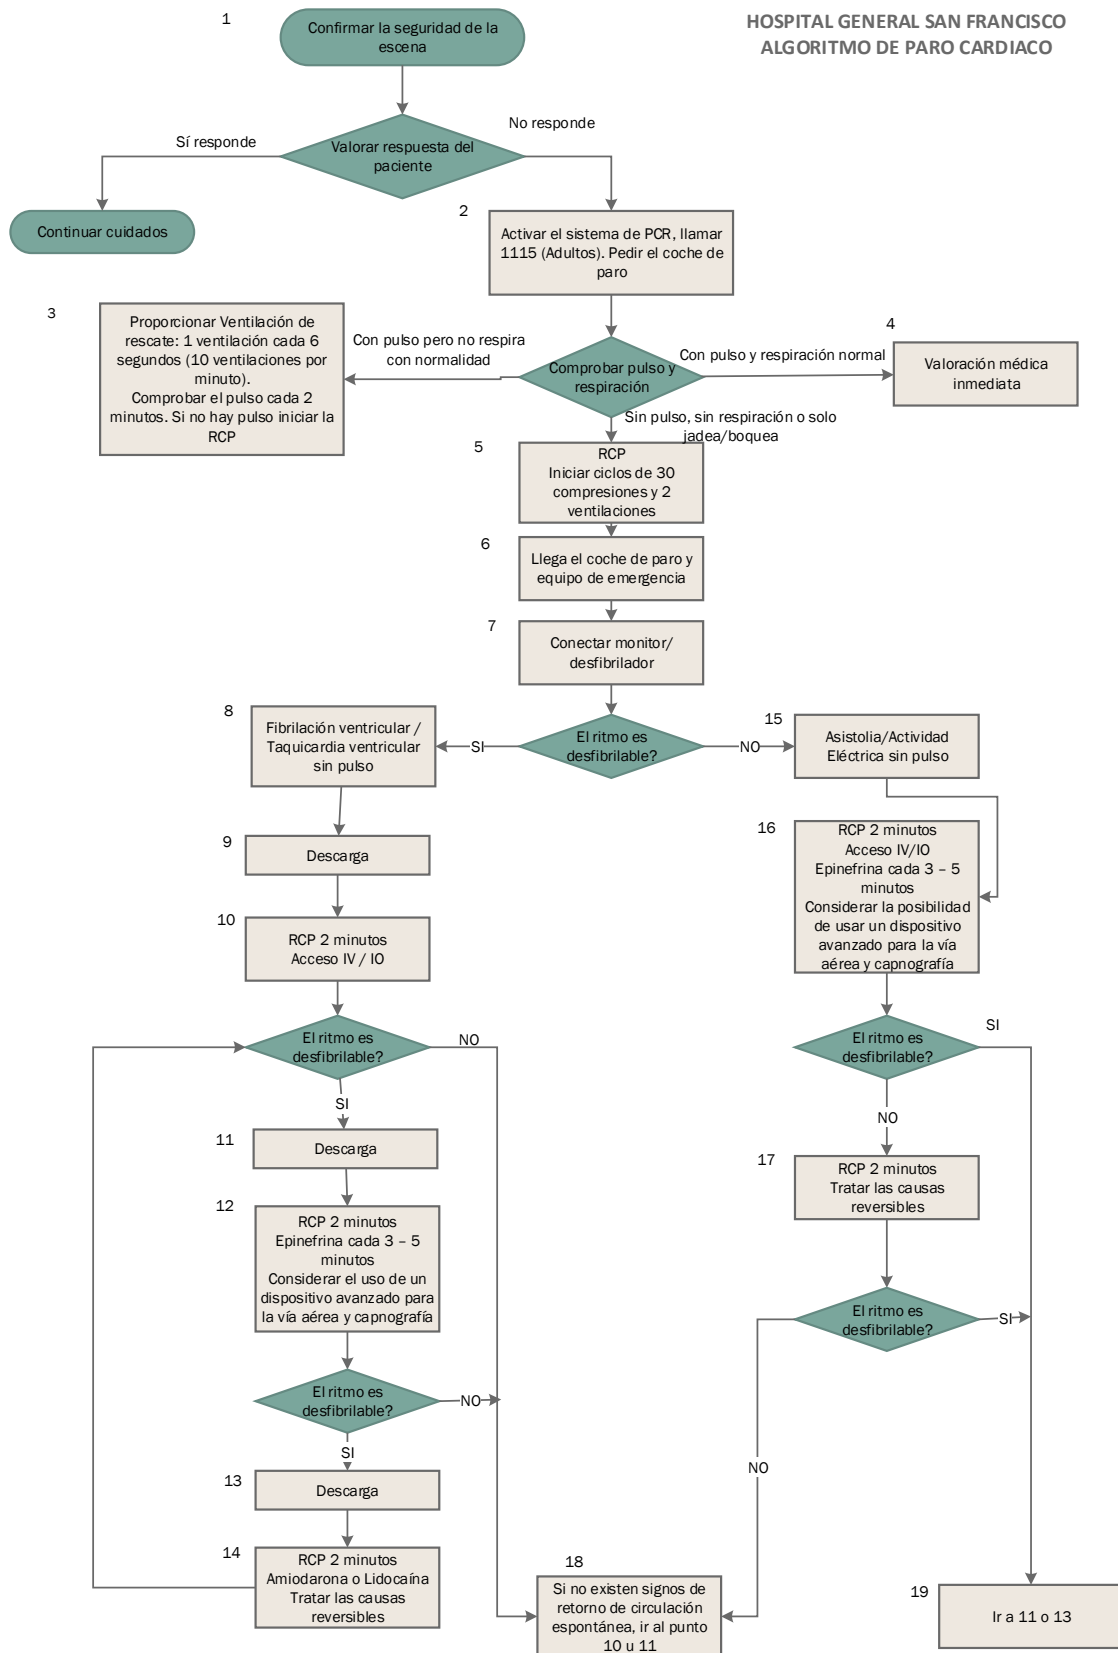 HOSPITAL GENERAL SAN FRANCISCO
ALGORITMO DE PARO CARDIACO
1
Confirmar la seguridad de la
escena
Valorar respuesta del
paciente
Sí responde
No responde
Continuar cuidados
2
Activar el sistema de PCR, llamar
1115 (Adultos). Pedir el coche de
paro
3
Proporcionar Ventilación de
rescate: 1 ventilación cada 6
segundos (10 ventilaciones por
minuto).
Comprobar el pulso cada 2
minutos. Si no hay pulso iniciar la
RCP
Con pulso pero no respira
con normalidad
Comprobar pulso y
respiración
Con pulso y respiración normal
4
Valoración médica
inmediata
Sin pulso, sin respiración o solo
jadea/boquea
5
RCP
Iniciar ciclos de 30
compresiones y 2
ventilaciones
6
Llega el coche de paro y
equipo de emergencia
7
Conectar monitor/
desfibrilador
El ritmo es
desfibrilable?
SI
NO
8
Fibrilación ventricular /
Taquicardia ventricular
sin pulso
9
Descarga
10
RCP 2 minutos
Acceso IV / IO
El ritmo es
desfibrilable?
NO
SI
11
Descarga
12
RCP 2 minutos
Epinefrina cada 3 – 5
minutos
Considerar el uso de un
dispositivo avanzado para
la vía aérea y capnografía
El ritmo es
desfibrilable?
NO
SI
13
Descarga
14
RCP 2 minutos
Amiodarona o Lidocaína
Tratar las causas
reversibles
15
Asistolia/Actividad
Eléctrica sin pulso
16
RCP 2 minutos
Acceso IV/IO
Epinefrina cada 3 – 5
minutos
Considerar la posibilidad
de usar un dispositivo
avanzado para la vía
aérea y capnografía
El ritmo es
desfibrilable?
SI
NO
17
RCP 2 minutos
Tratar las causas
reversibles
El ritmo es
desfibrilable?
SI
NO
18
Si no existen signos de
retorno de circulación
espontánea, ir al punto
10 u 11
19
Ir a 11 o 13